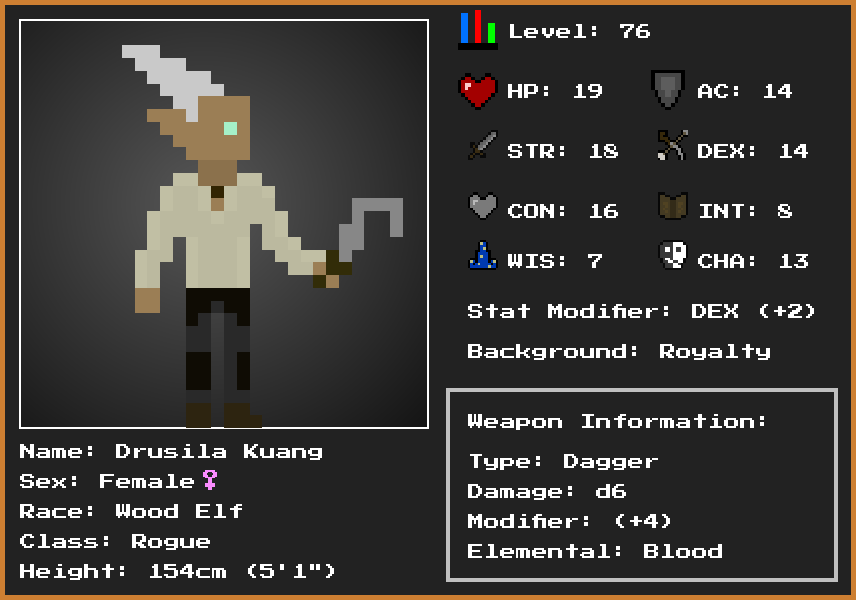 Level: 76
HP: 19 AC: 14
STR: 18 DEX: 14
CON: 16 INT: 8
WIS: 7 CHA: 13
Stat Modifier: DEX (+2)
Background: Royalty
Weapon Information:
Type: Dagger
Damage: d6
Modifier: (+4)
Elemental: Blood
Name: Drusila Kuang
Sex: Female♀
Race: Wood Elf
Class: Rogue
Height: 154cm (5'1")